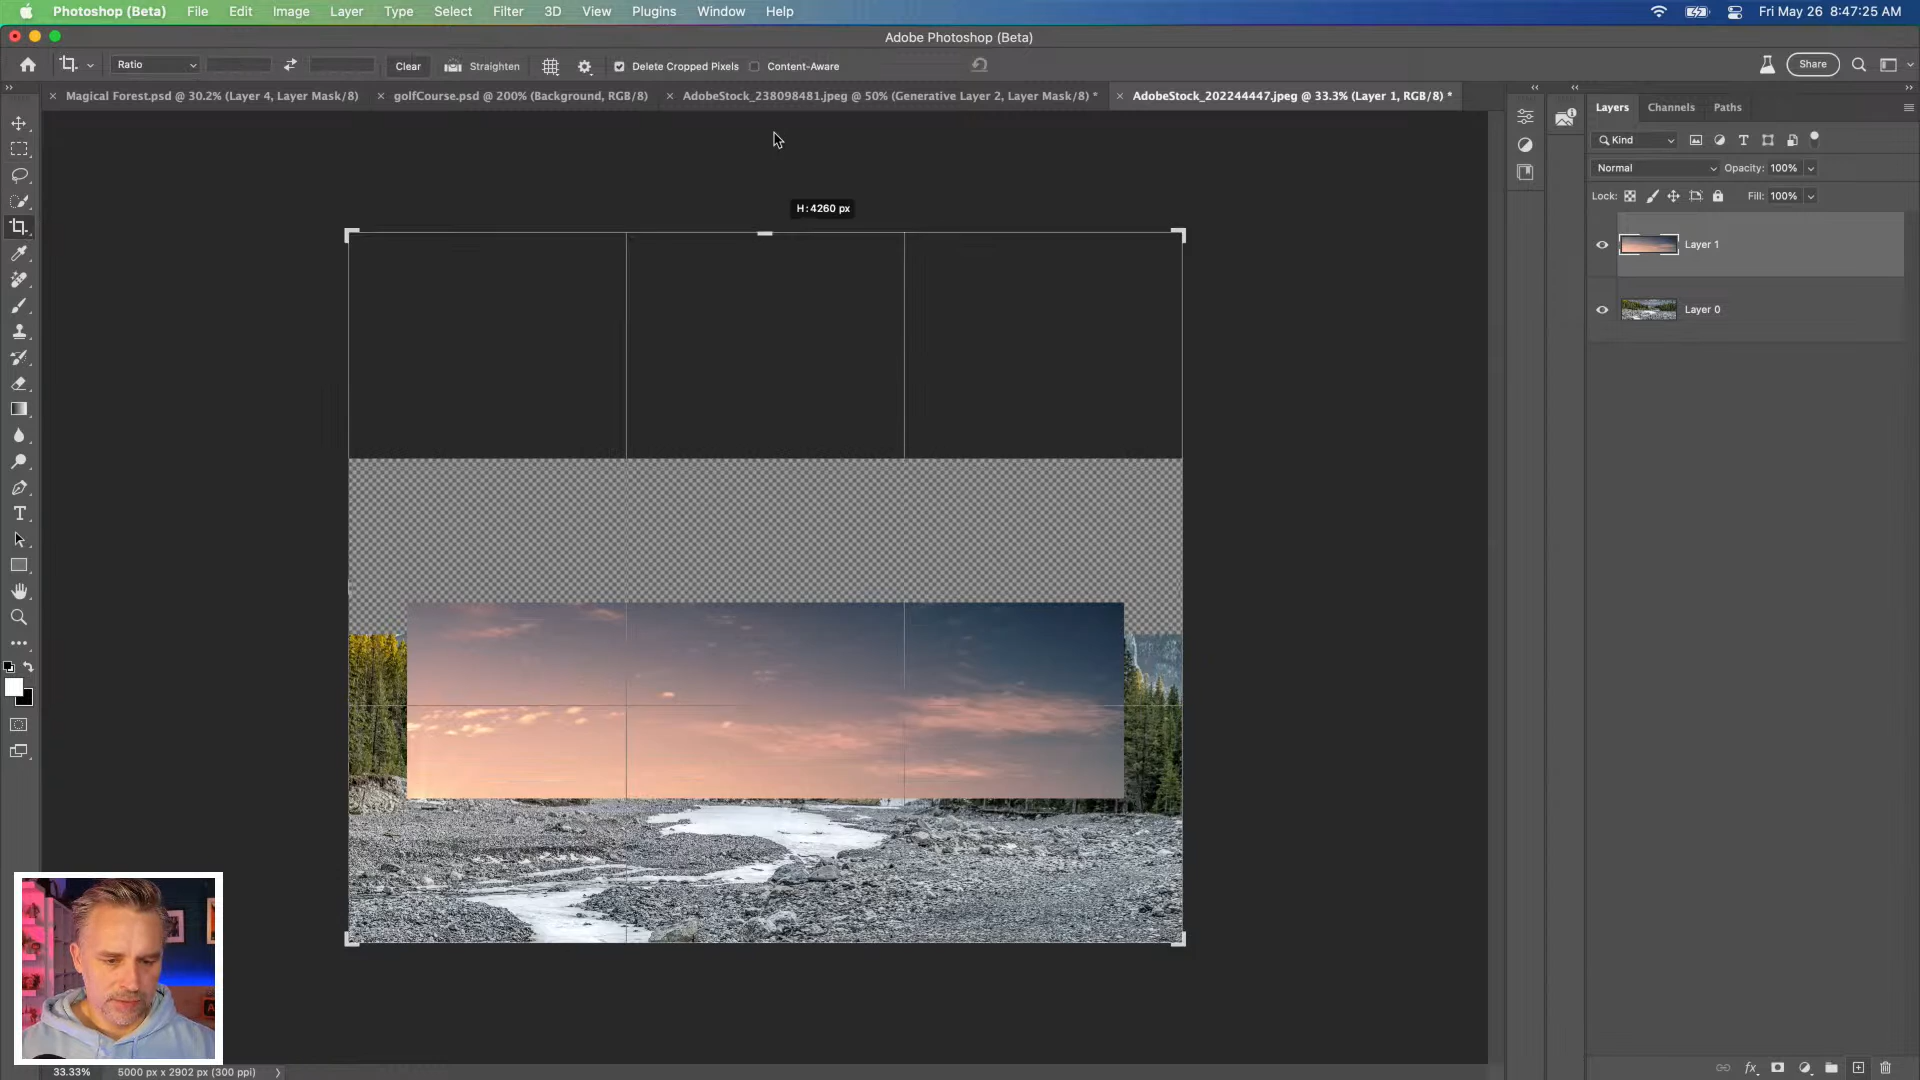 Photoshop (Beta) File Edit Image Layer Type Select Filter 3D View Plugins Window Help Fri May 26 8:47:25 AM
Adobe Photoshop (Beta)
Ratio Clear Straighten Delete Cropped Pixels Content-Aware Share
Magical Forest.psd @ 30.2% (Layer 4, Layer Mask/8) golfCourse.psd @ 200% (Background, RGB/8) AdobeStock_238098481.jpeg @ 50% (Generative Layer 2, Layer Mask/8) * AdobeStock_202244447.jpeg @ 33.3% (Layer 1, RGB/8) *
Layers Channels Paths
Kind
Normal Opacity: 100%
Lock: Fill: 100%
H: 4260 px
Layer 1
Layer 0
33.33% 5000 px x 2902 px (300 ppi)